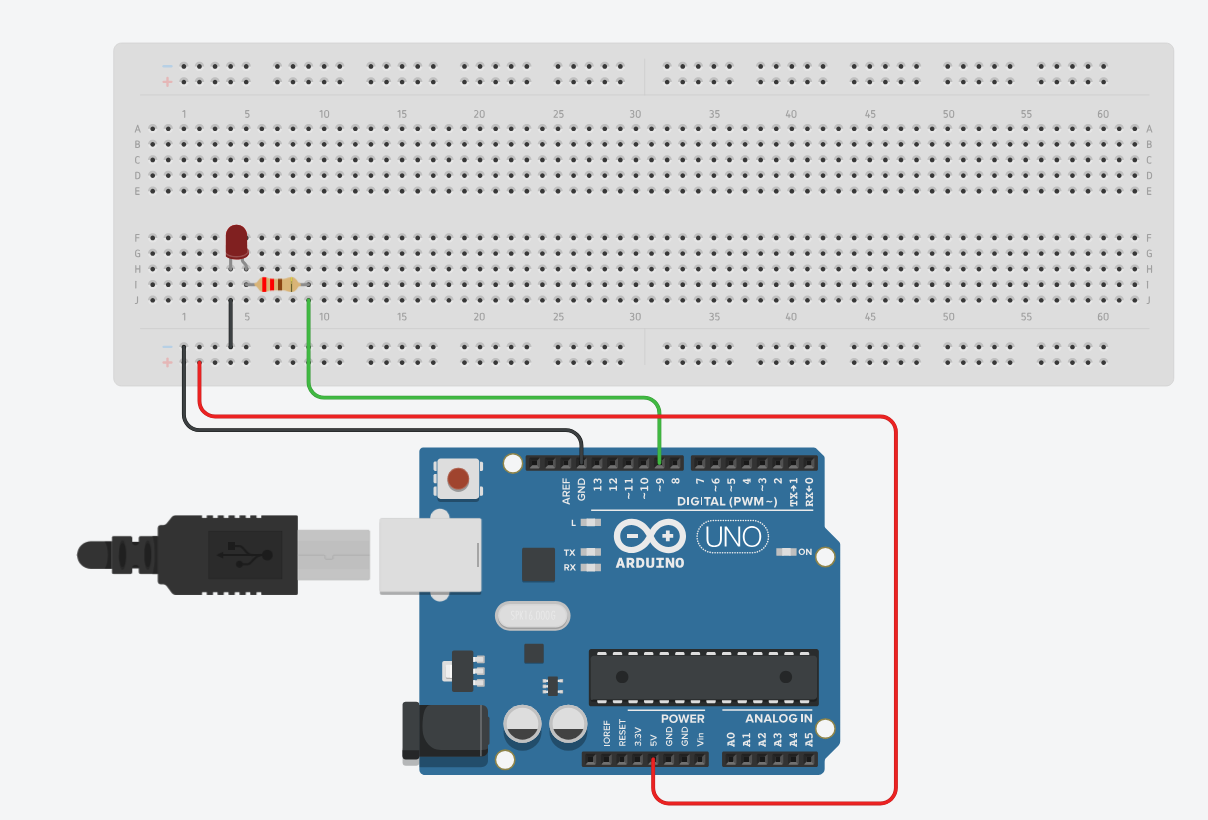 −
+
1 5 10 15 20 25 30 35 40 45 50 55 60
A A
B B
C C
D D
E E
F F
G G
H H
I I
J J
1 5 10 15 20 25 30 35 40 45 50 55 60
−
+
AREF GND 13 12 ~11 ~10 ~9 8 7 ~6 ~5 4 ~3 2 TX→1 RX←0
DIGITAL (PWM~)
L
TX
RX
ARDUINO
UNO
ON
POWER ANALOG IN
IOREF RESET 3.3V 5V GND GND Vin A0 A1 A2 A3 A4 A5